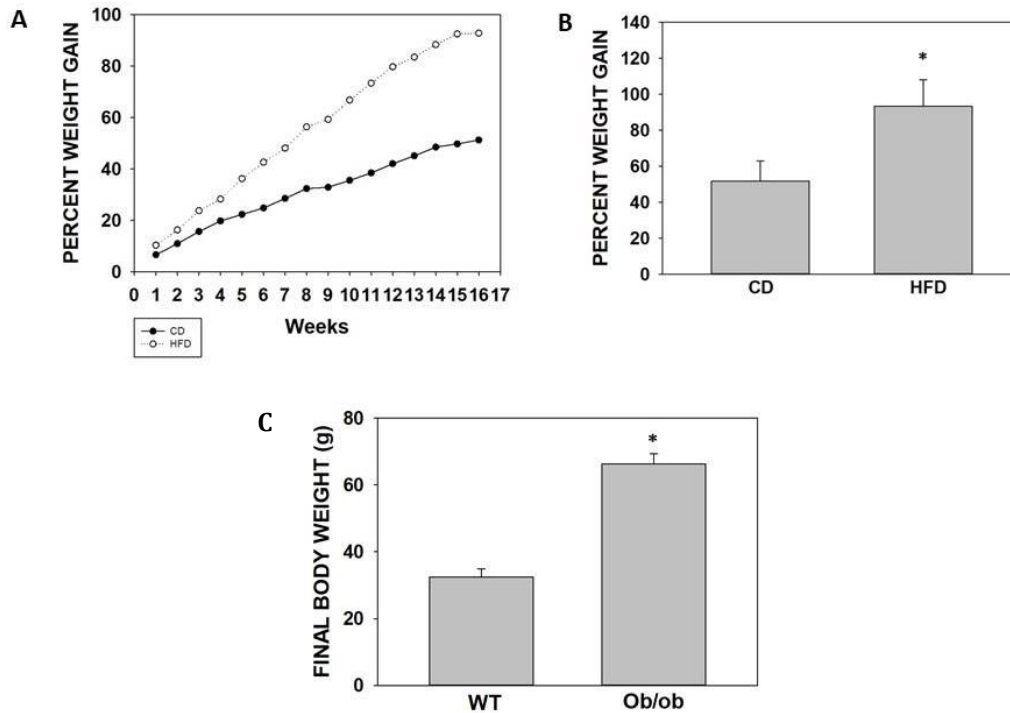 A
PERCENT WEIGHT GAIN
100
80
60
40
20
0
0 1 2 3 4 5 6 7 8 9 10 11 12 13 14 15 16 17
Weeks
CD
HFD
B
PERCENT WEIGHT GAIN
140
120
100
80
60
40
20
0
*
CD HFD
C
FINAL BODY WEIGHT (g)
80
60
40
20
0
*
WT Ob/ob